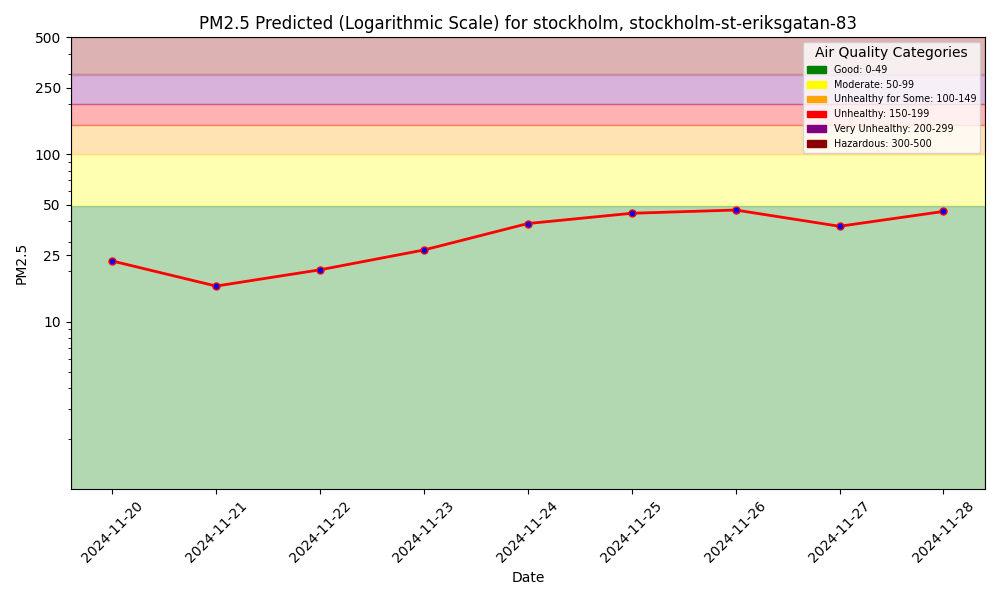 PM2.5 Predicted (Logarithmic Scale) for stockholm, stockholm-st-eriksgatan-83
Air Quality Categories
Good: 0-49
Moderate: 50-99
Unhealthy for Some: 100-149
Unhealthy: 150-199
Very Unhealthy: 200-299
Hazardous: 300-500
500
250
100
50
25
10
PM2.5
2024-11-20
2024-11-21
2024-11-22
2024-11-23
2024-11-24
2024-11-25
2024-11-26
2024-11-27
2024-11-28
Date